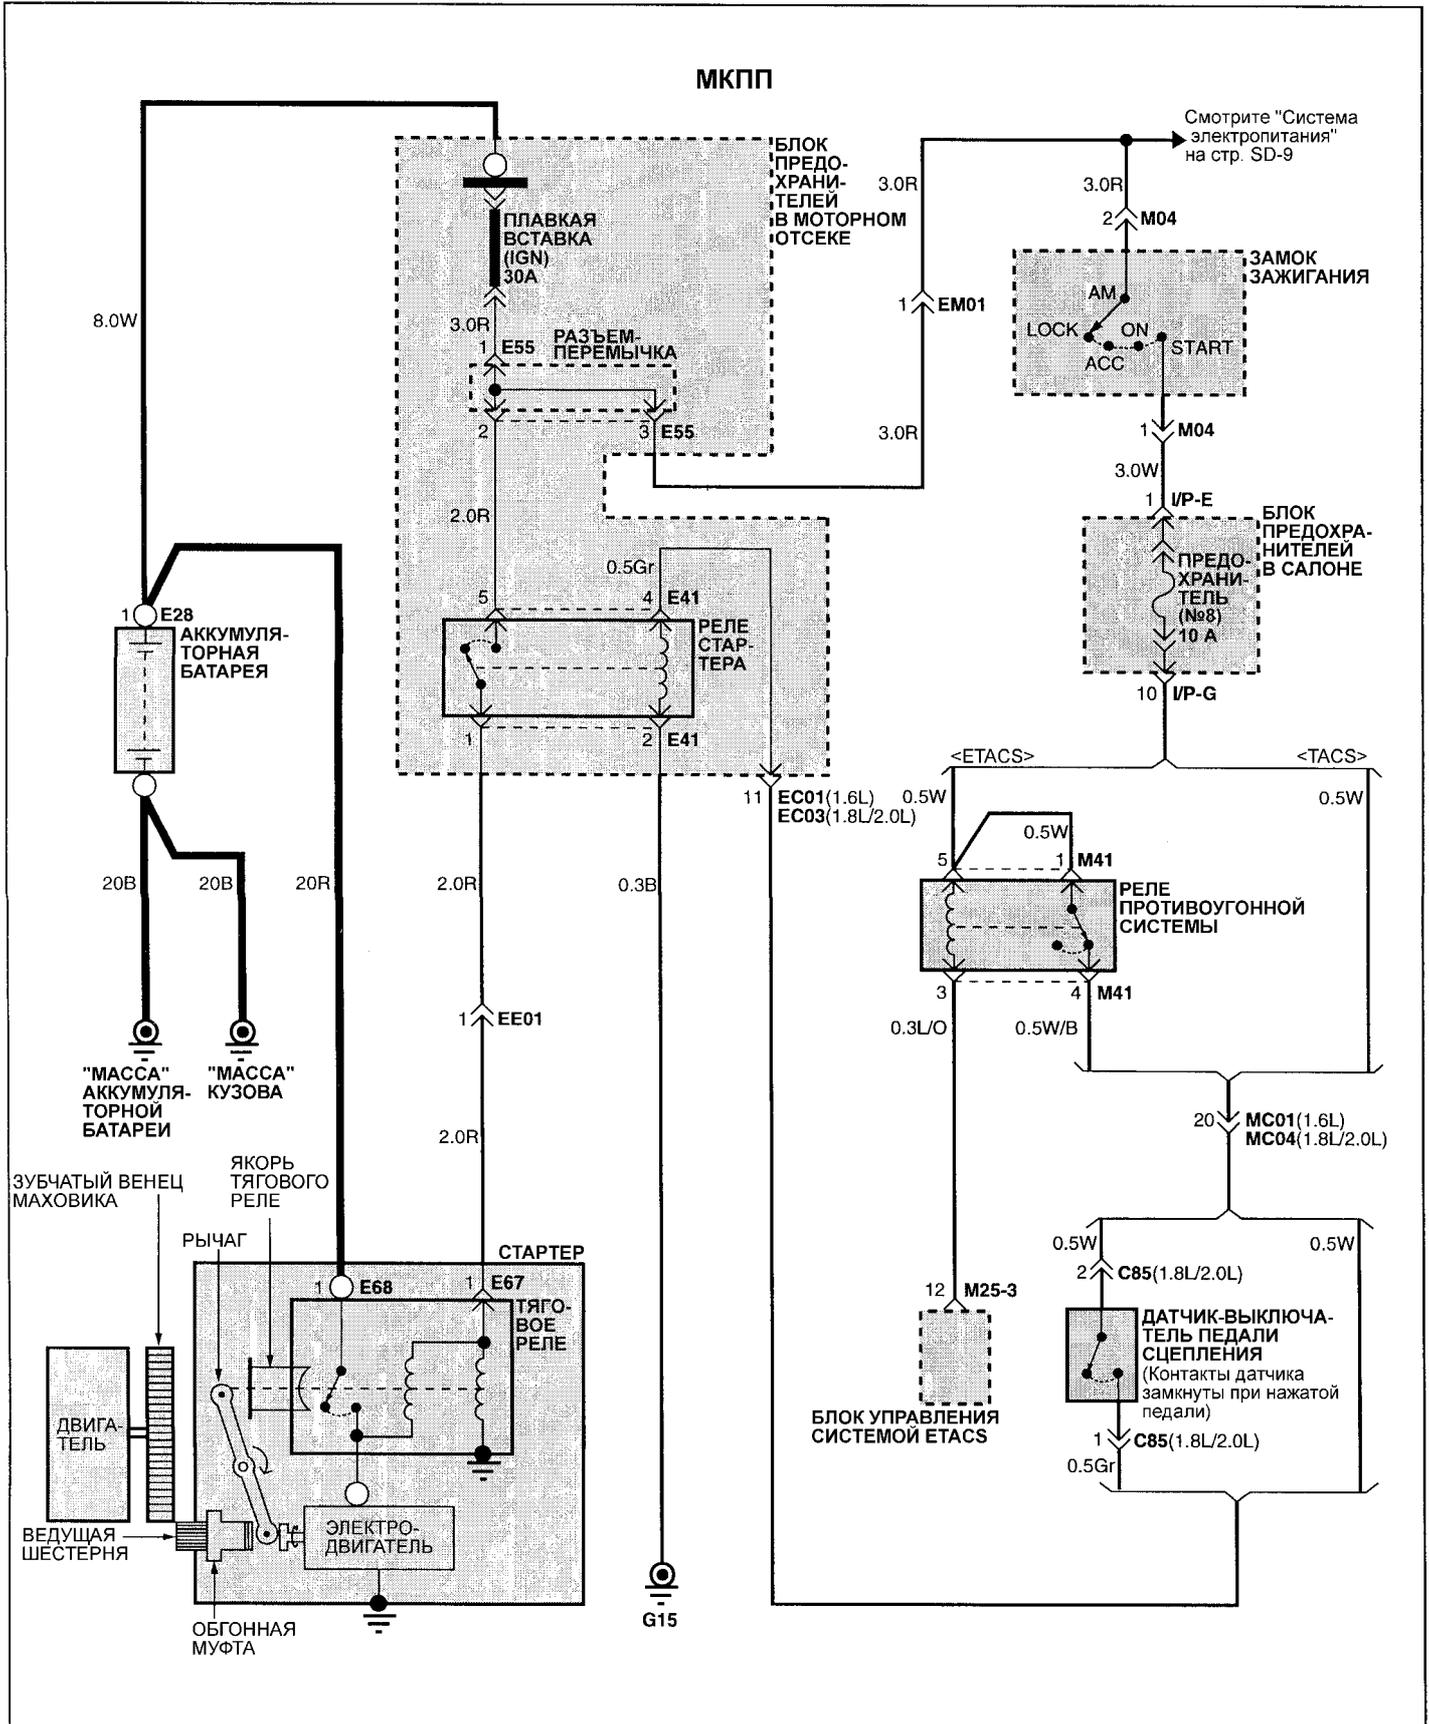 МКПП
Смотрите "Система
электропитания"
на стр. SD-9
БЛОК
ПРЕДО-
ХРАНИ-
ТЕЛЕЙ
В МОТОРНОМ
ОТСЕКЕ
3.0R
3.0R
2 M04
ПЛАВКАЯ
ВСТАВКА
(IGN)
30A
ЗАМОК
ЗАЖИГАНИЯ
AM
LOCK
ON
START
ACC
1 EM01
8.0W
3.0R
1 E55
РАЗЪЕМ-
ПЕРЕМЫЧКА
2
3 E55
3.0R
1 M04
3.0W
1 I/P-E
2.0R
БЛОК
ПРЕДОХРА-
НИТЕЛЕЙ
В САЛОНЕ
ПРЕДО-
ХРАНИ-
ТЕЛЬ
(№8)
10 A
0.5Gr
5
4 E41
1 E28
АККУМУЛЯ-
ТОРНАЯ
БАТАРЕЯ
РЕЛЕ
СТАР-
ТЕРА
10 I/P-G
1
2 E41
<ETACS>
<TACS>
11 EC01(1.6L)
EC03(1.8L/2.0L)
0.5W
0.5W
0.5W
5
1 M41
20B
20B
20R
2.0R
0.3B
РЕЛЕ
ПРОТИВОУГОННОЙ
СИСТЕМЫ
3
4 M41
1 EE01
0.3L/O
0.5W/B
"МАССА"
АККУМУЛЯ-
ТОРНОЙ
БАТАРЕИ
"МАССА"
КУЗОВА
20 MC01(1.6L)
MC04(1.8L/2.0L)
2.0R
ЗУБЧАТЫЙ ВЕНЕЦ
МАХОВИКА
ЯКОРЬ
ТЯГОВОГО
РЕЛЕ
РЫЧАГ
СТАРТЕР
0.5W
0.5W
1 E68
1 E67
2 C85(1.8L/2.0L)
12 M25-3
ТЯГО-
ВОЕ
РЕЛЕ
ДАТЧИК-ВЫКЛЮЧА-
ТЕЛЬ ПЕДАЛИ
СЦЕПЛЕНИЯ
(Контакты датчика
замкнуты при нажатой
педали)
БЛОК УПРАВЛЕНИЯ
СИСТЕМОЙ ETACS
ДВИГА-
ТЕЛЬ
1 C85(1.8L/2.0L)
0.5Gr
ВЕДУЩАЯ
ШЕСТЕРНЯ
ЭЛЕКТРО-
ДВИГАТЕЛЬ
G15
ОБГОННАЯ
МУФТА